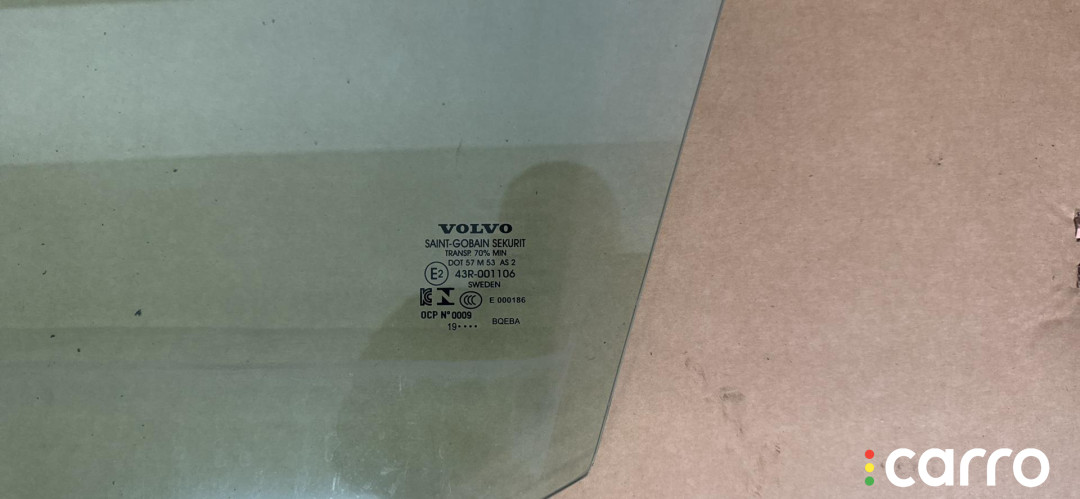 VOLVO
SAINT-GOBAIN SEKURIT
TRANSP. 70% MIN
DOT 57 M 53 AS 2
E2 43R-001106
SWEDEN
E 000186
OCP N° 0009
19•••• BQEBA
carro